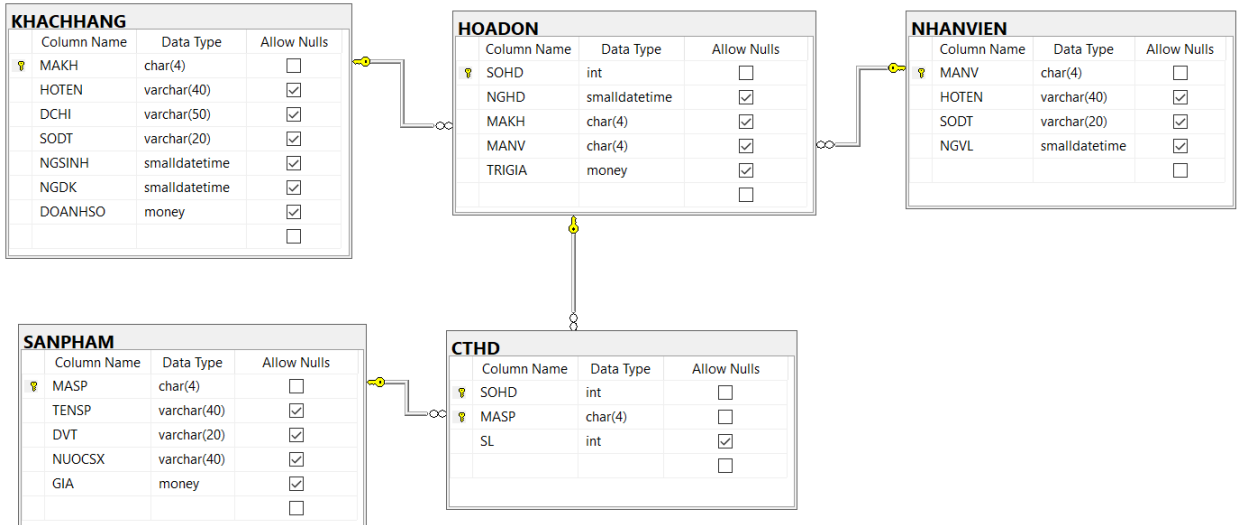 KHACHHANG
Column Name Data Type Allow Nulls
MAKH char(4)
HOTEN varchar(40)
DCHI varchar(50)
SODT varchar(20)
NGSINH smalldatetime
NGDK smalldatetime
DOANHSO money
HOADON
Column Name Data Type Allow Nulls
SOHD int
NGHD smalldatetime
MAKH char(4)
MANV char(4)
TRIGIA money
NHANVIEN
Column Name Data Type Allow Nulls
MANV char(4)
HOTEN varchar(40)
SODT varchar(20)
NGVL smalldatetime
SANPHAM
Column Name Data Type Allow Nulls
MASP char(4)
TENSP varchar(40)
DVT varchar(20)
NUOCSX varchar(40)
GIA money
CTHD
Column Name Data Type Allow Nulls
SOHD int
MASP char(4)
SL int